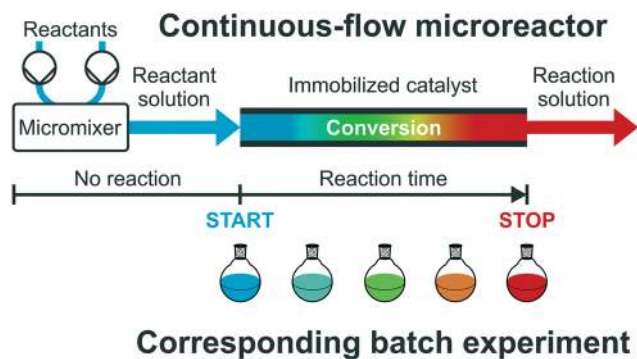 Continuous-flow microreactor
Reactants
Reactant
solution
Micromixer
Immobilized catalyst
Conversion
Reaction
solution
No reaction
Reaction time
START
STOP
Corresponding batch experiment